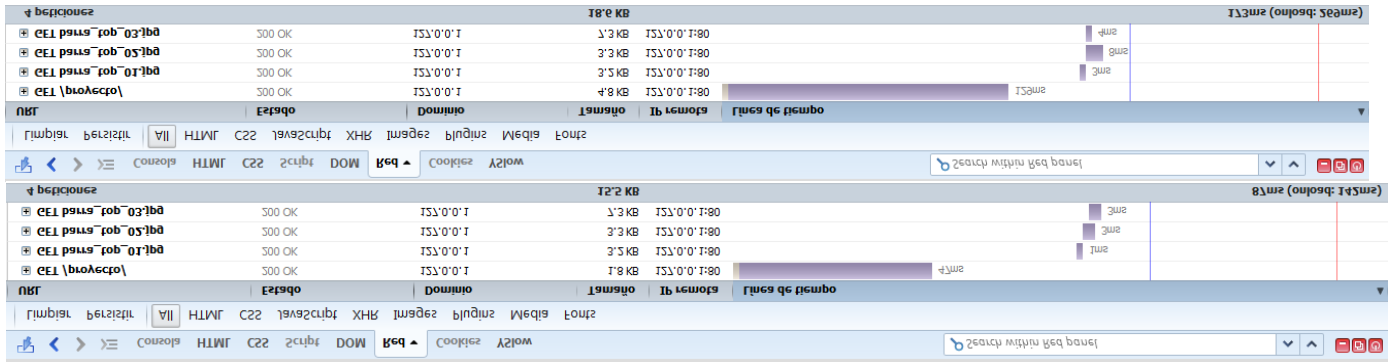 Consola HTML CSS Script DOM Red Cookies YSlow Search within Red panel
Limpiar Persistir All HTML CSS JavaScript XHR Images Plugins Media Fonts
URL Estado Dominio Tamaño IP remota Línea de tiempo
GET /proyecto/ 200 OK 127.0.0.1 1.8 KB 127.0.0.1:80 47ms
GET barra_top_01.jpg 200 OK 127.0.0.1 3.2 KB 127.0.0.1:80 1ms
GET barra_top_02.jpg 200 OK 127.0.0.1 3.3 KB 127.0.0.1:80 3ms
GET barra_top_03.jpg 200 OK 127.0.0.1 7.3 KB 127.0.0.1:80 3ms
4 peticiones 15.5 KB 87ms (onload: 142ms)
Consola HTML CSS Script DOM Red Cookies YSlow Search within Red panel
Limpiar Persistir All HTML CSS JavaScript XHR Images Plugins Media Fonts
URL Estado Dominio Tamaño IP remota Línea de tiempo
GET /proyecto/ 200 OK 127.0.0.1 4.8 KB 127.0.0.1:80 129ms
GET barra_top_01.jpg 200 OK 127.0.0.1 3.2 KB 127.0.0.1:80 3ms
GET barra_top_02.jpg 200 OK 127.0.0.1 3.3 KB 127.0.0.1:80 8ms
GET barra_top_03.jpg 200 OK 127.0.0.1 7.3 KB 127.0.0.1:80 4ms
4 peticiones 18.6 KB 173ms (onload: 269ms)